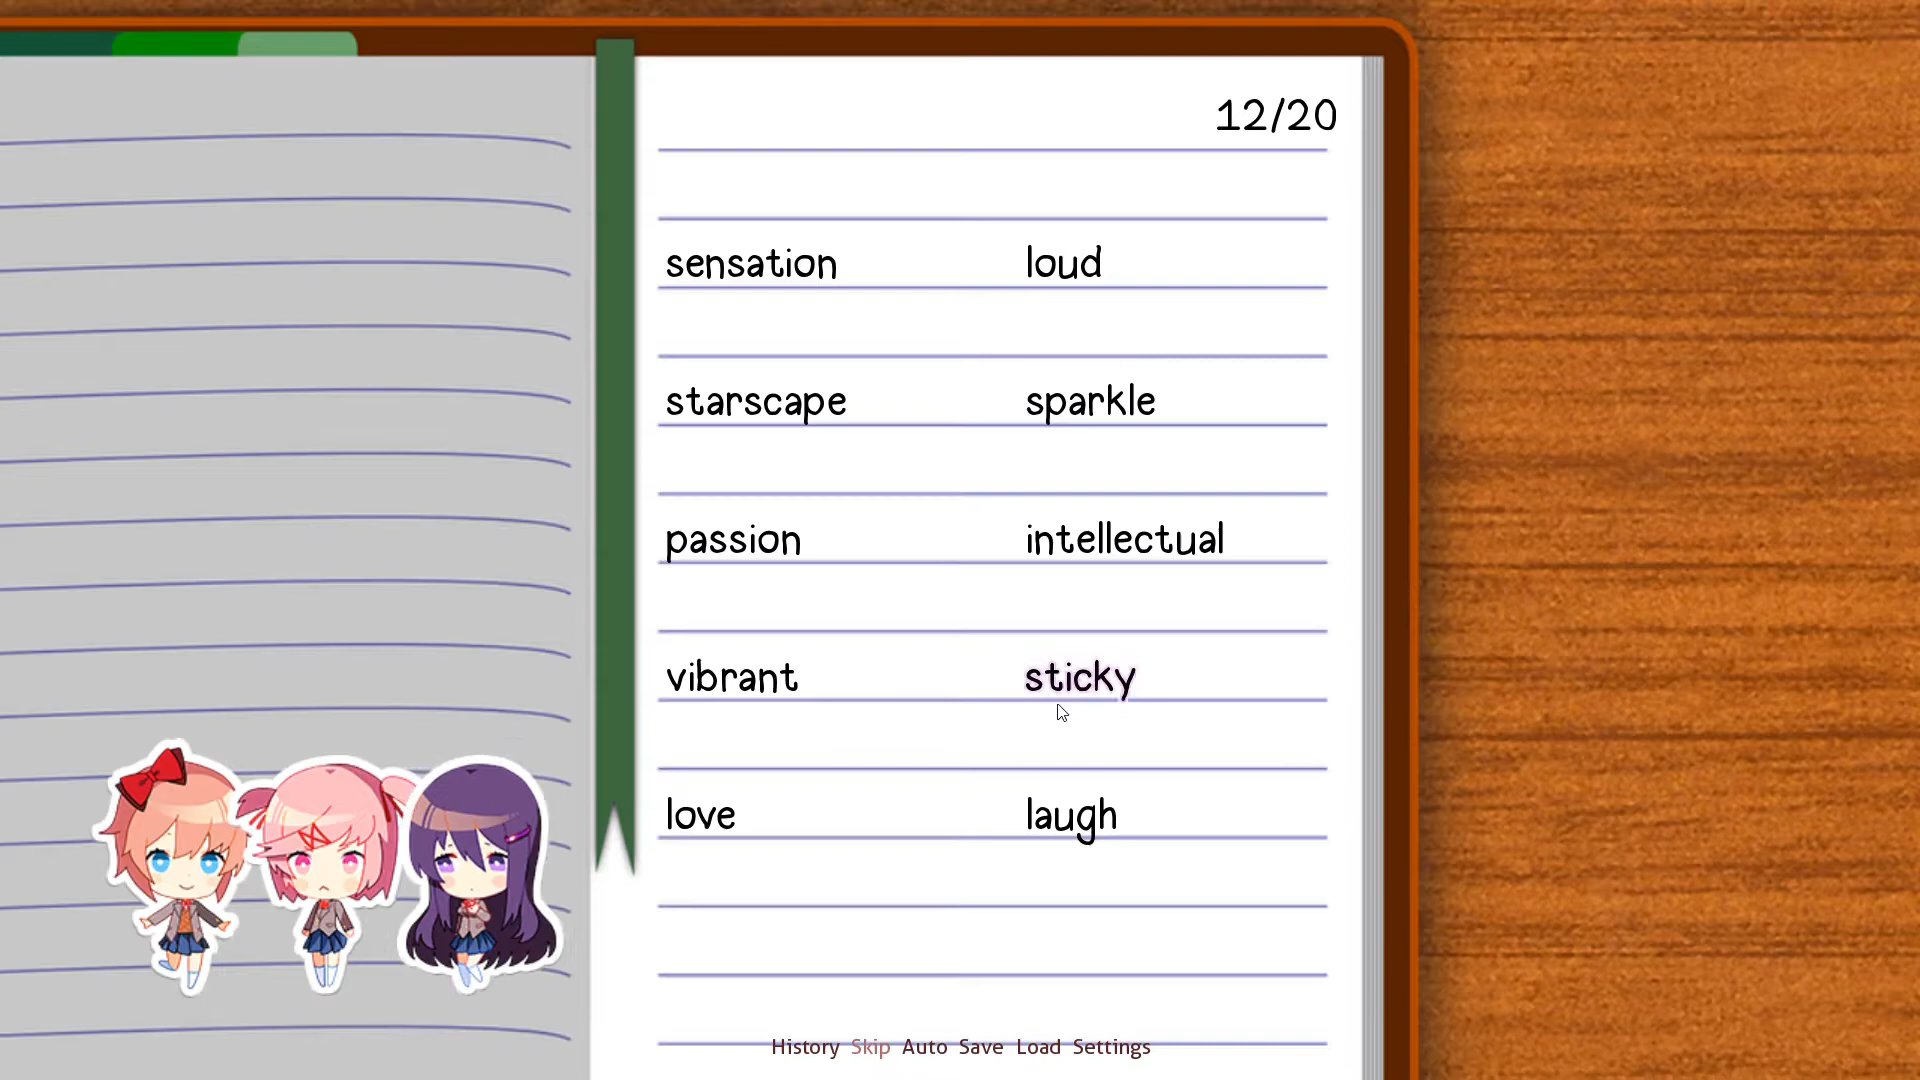 12/20
sensation loud
starscape sparkle
passion intellectual
vibrant sticky
love laugh
History Skip Auto Save Load Settings